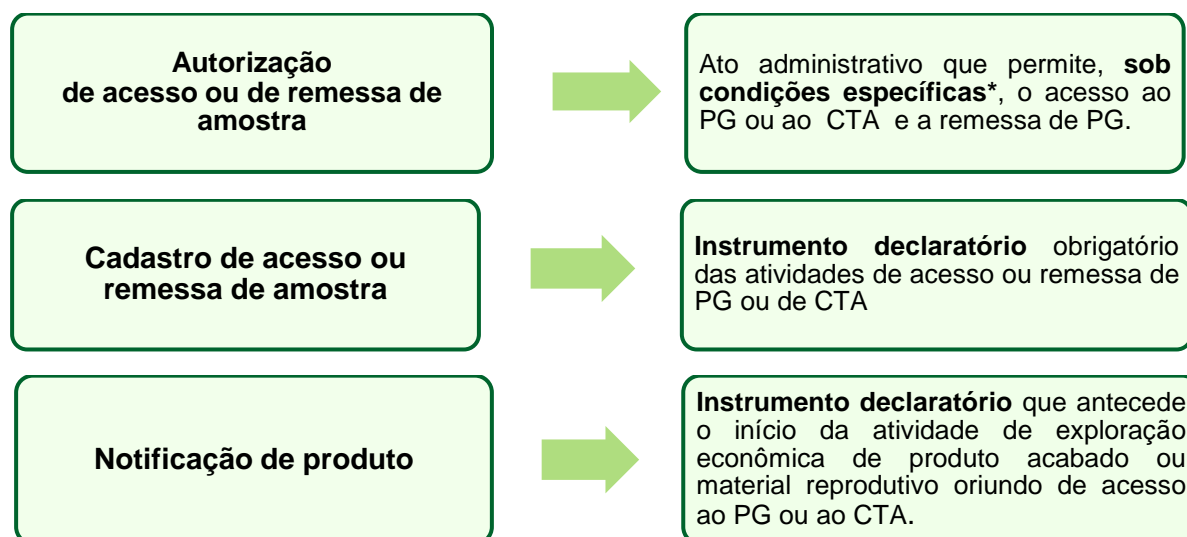 Autorização
de acesso ou de remessa de
amostra
Ato administrativo que permite, sob
condições específicas*, o acesso ao
PG ou ao CTA e a remessa de PG.
Cadastro de acesso ou
remessa de amostra
Instrumento declaratório obrigatório
das atividades de acesso ou remessa de
PG ou de CTA
Notificação de produto
Instrumento declaratório que antecede
o início da atividade de exploração
econômica de produto acabado ou
material reprodutivo oriundo de acesso
ao PG ou ao CTA.